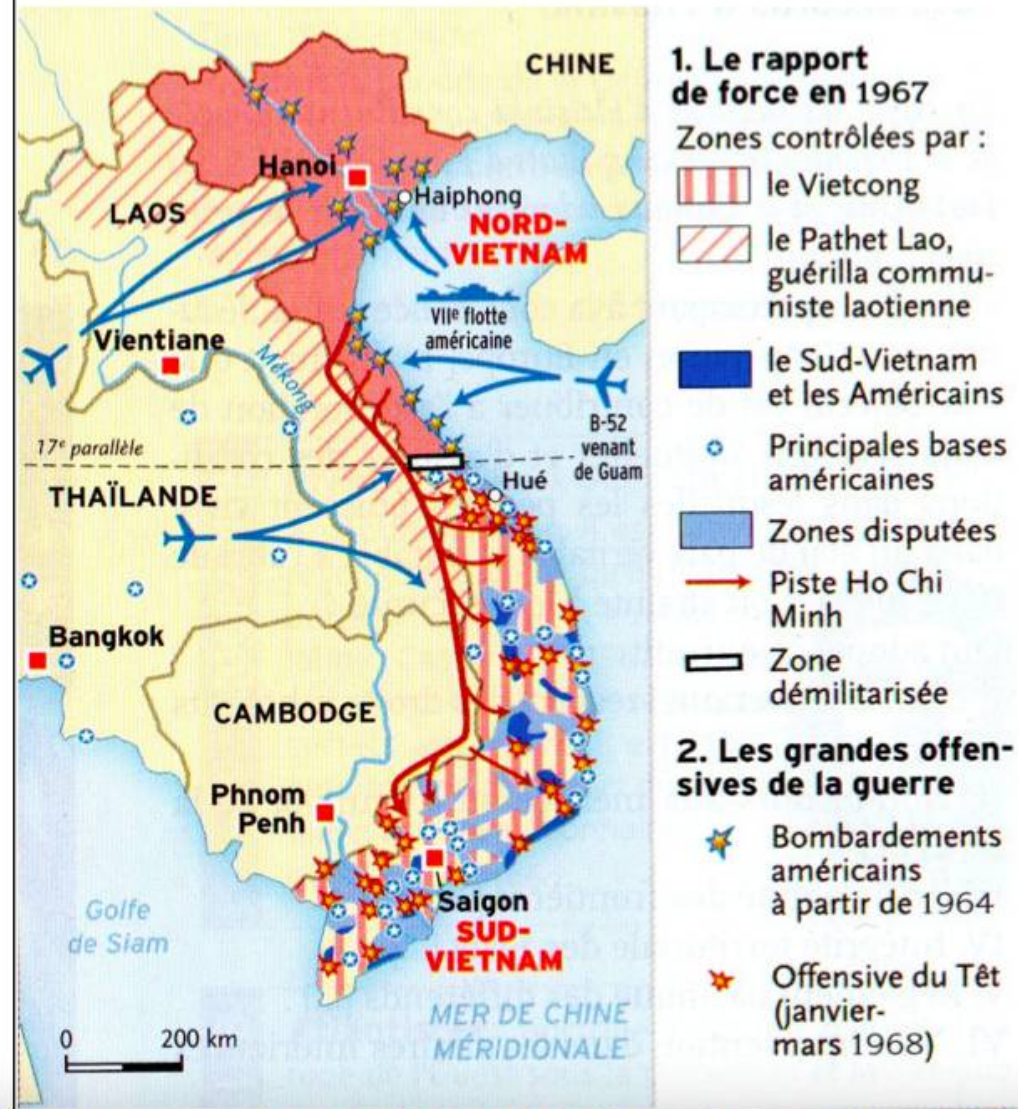 CHINE
Hanoi
Haiphong
LAOS
NORD-
VIETNAM
VIIe flotte
américaine
Vientiane
Mékong
B-52
venant
de Guam
17e parallèle
Hué
THAÏLANDE
Bangkok
CAMBODGE
Phnom
Penh
Saigon
SUD-
VIETNAM
Golfe
de Siam
MER DE CHINE
MÉRIDIONALE
0 200 km
1. Le rapport
de force en 1967
Zones contrôlées par :
le Vietcong
le Pathet Lao,
guérilla commu-
niste laotienne
le Sud-Vietnam
et les Américains
Principales bases
américaines
Zones disputées
Piste Ho Chi
Minh
Zone
démilitarisée
2. Les grandes offen-
sives de la guerre
Bombardements
américains
à partir de 1964
Offensive du Têt
(janvier-
mars 1968)